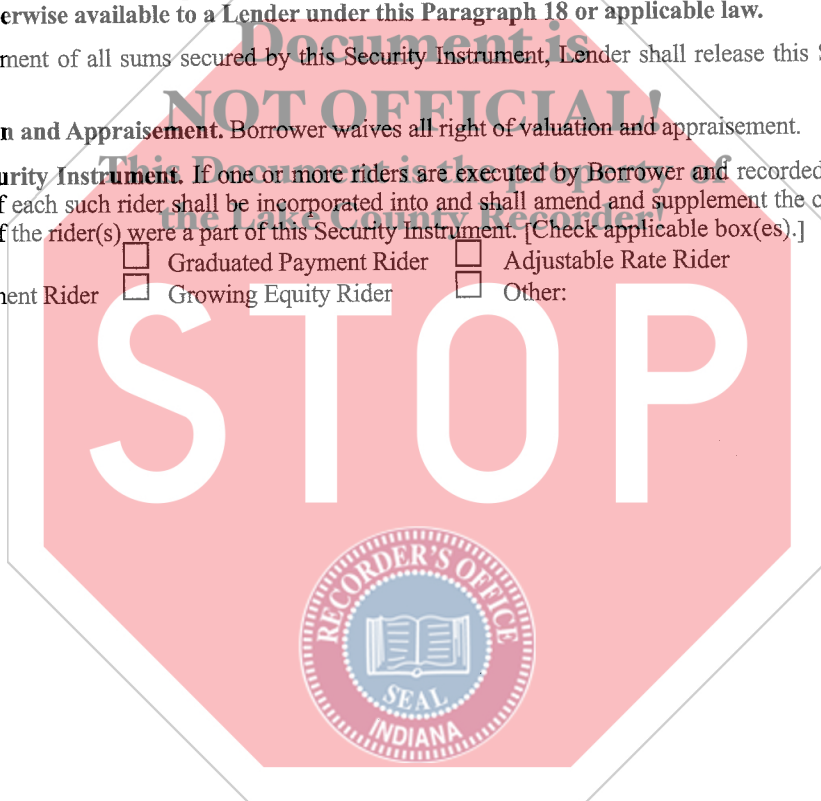 erwise available to a Lender under this Paragraph 18 or applicable law.
Document is
ment of all sums secured by this Security Instrument, Lender shall release this
NOT OFFICIAL!
n and Appraisement. Borrower waives all right of valuation and appraisement.
This Document is the property of
urity Instrument. If one or more riders are executed by Borrower and recorded
f each such rider shall be incorporated into and shall amend and supplement the
the Lake County Recorder!
f the rider(s) were a part of this Security Instrument. [Check applicable box(es).]
Graduated Payment Rider Adjustable Rate Rider
nent Rider Growing Equity Rider Other:
STOP
RECORDER'S OFFICE
SEAL
INDIANA